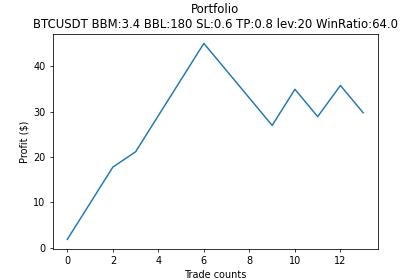 Portfolio
BTCUSDT BBM:3.4 BBL:180 SL:0.6 TP:0.8 lev:20 WinRatio:64.0
40
30
20
10
0
Profit ($)
0 2 4 6 8 10 12
Trade counts